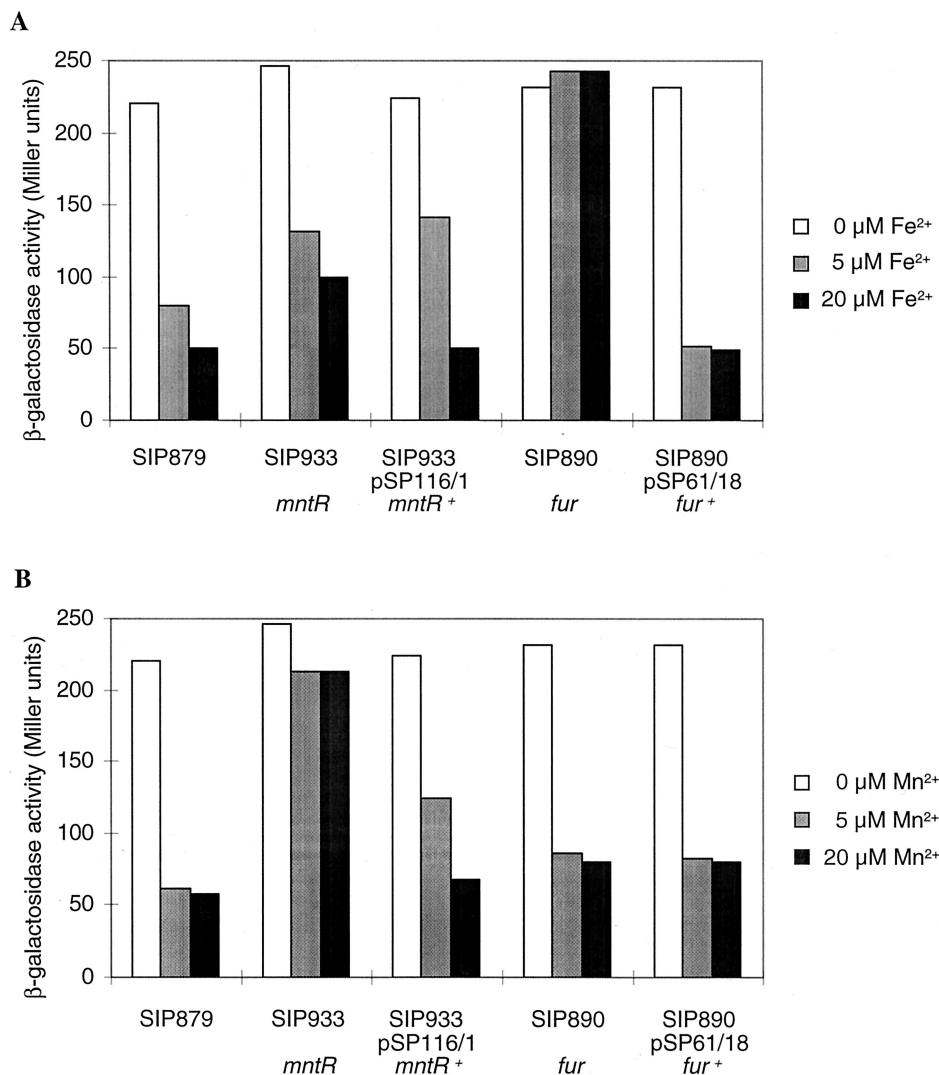 A
β-galactosidase activity (Miller units)
250
200
150
100
50
0
0 µM Fe²⁺
5 µM Fe²⁺
20 µM Fe²⁺
SIP879 SIP933 SIP933 SIP890 SIP890
pSP116/1 pSP61/18
mntR mntR⁺ fur fur⁺
B
β-galactosidase activity (Miller units)
250
200
150
100
50
0
0 µM Mn²⁺
5 µM Mn²⁺
20 µM Mn²⁺
SIP879 SIP933 SIP933 SIP890 SIP890
pSP116/1 pSP61/18
mntR mntR⁺ fur fur⁺